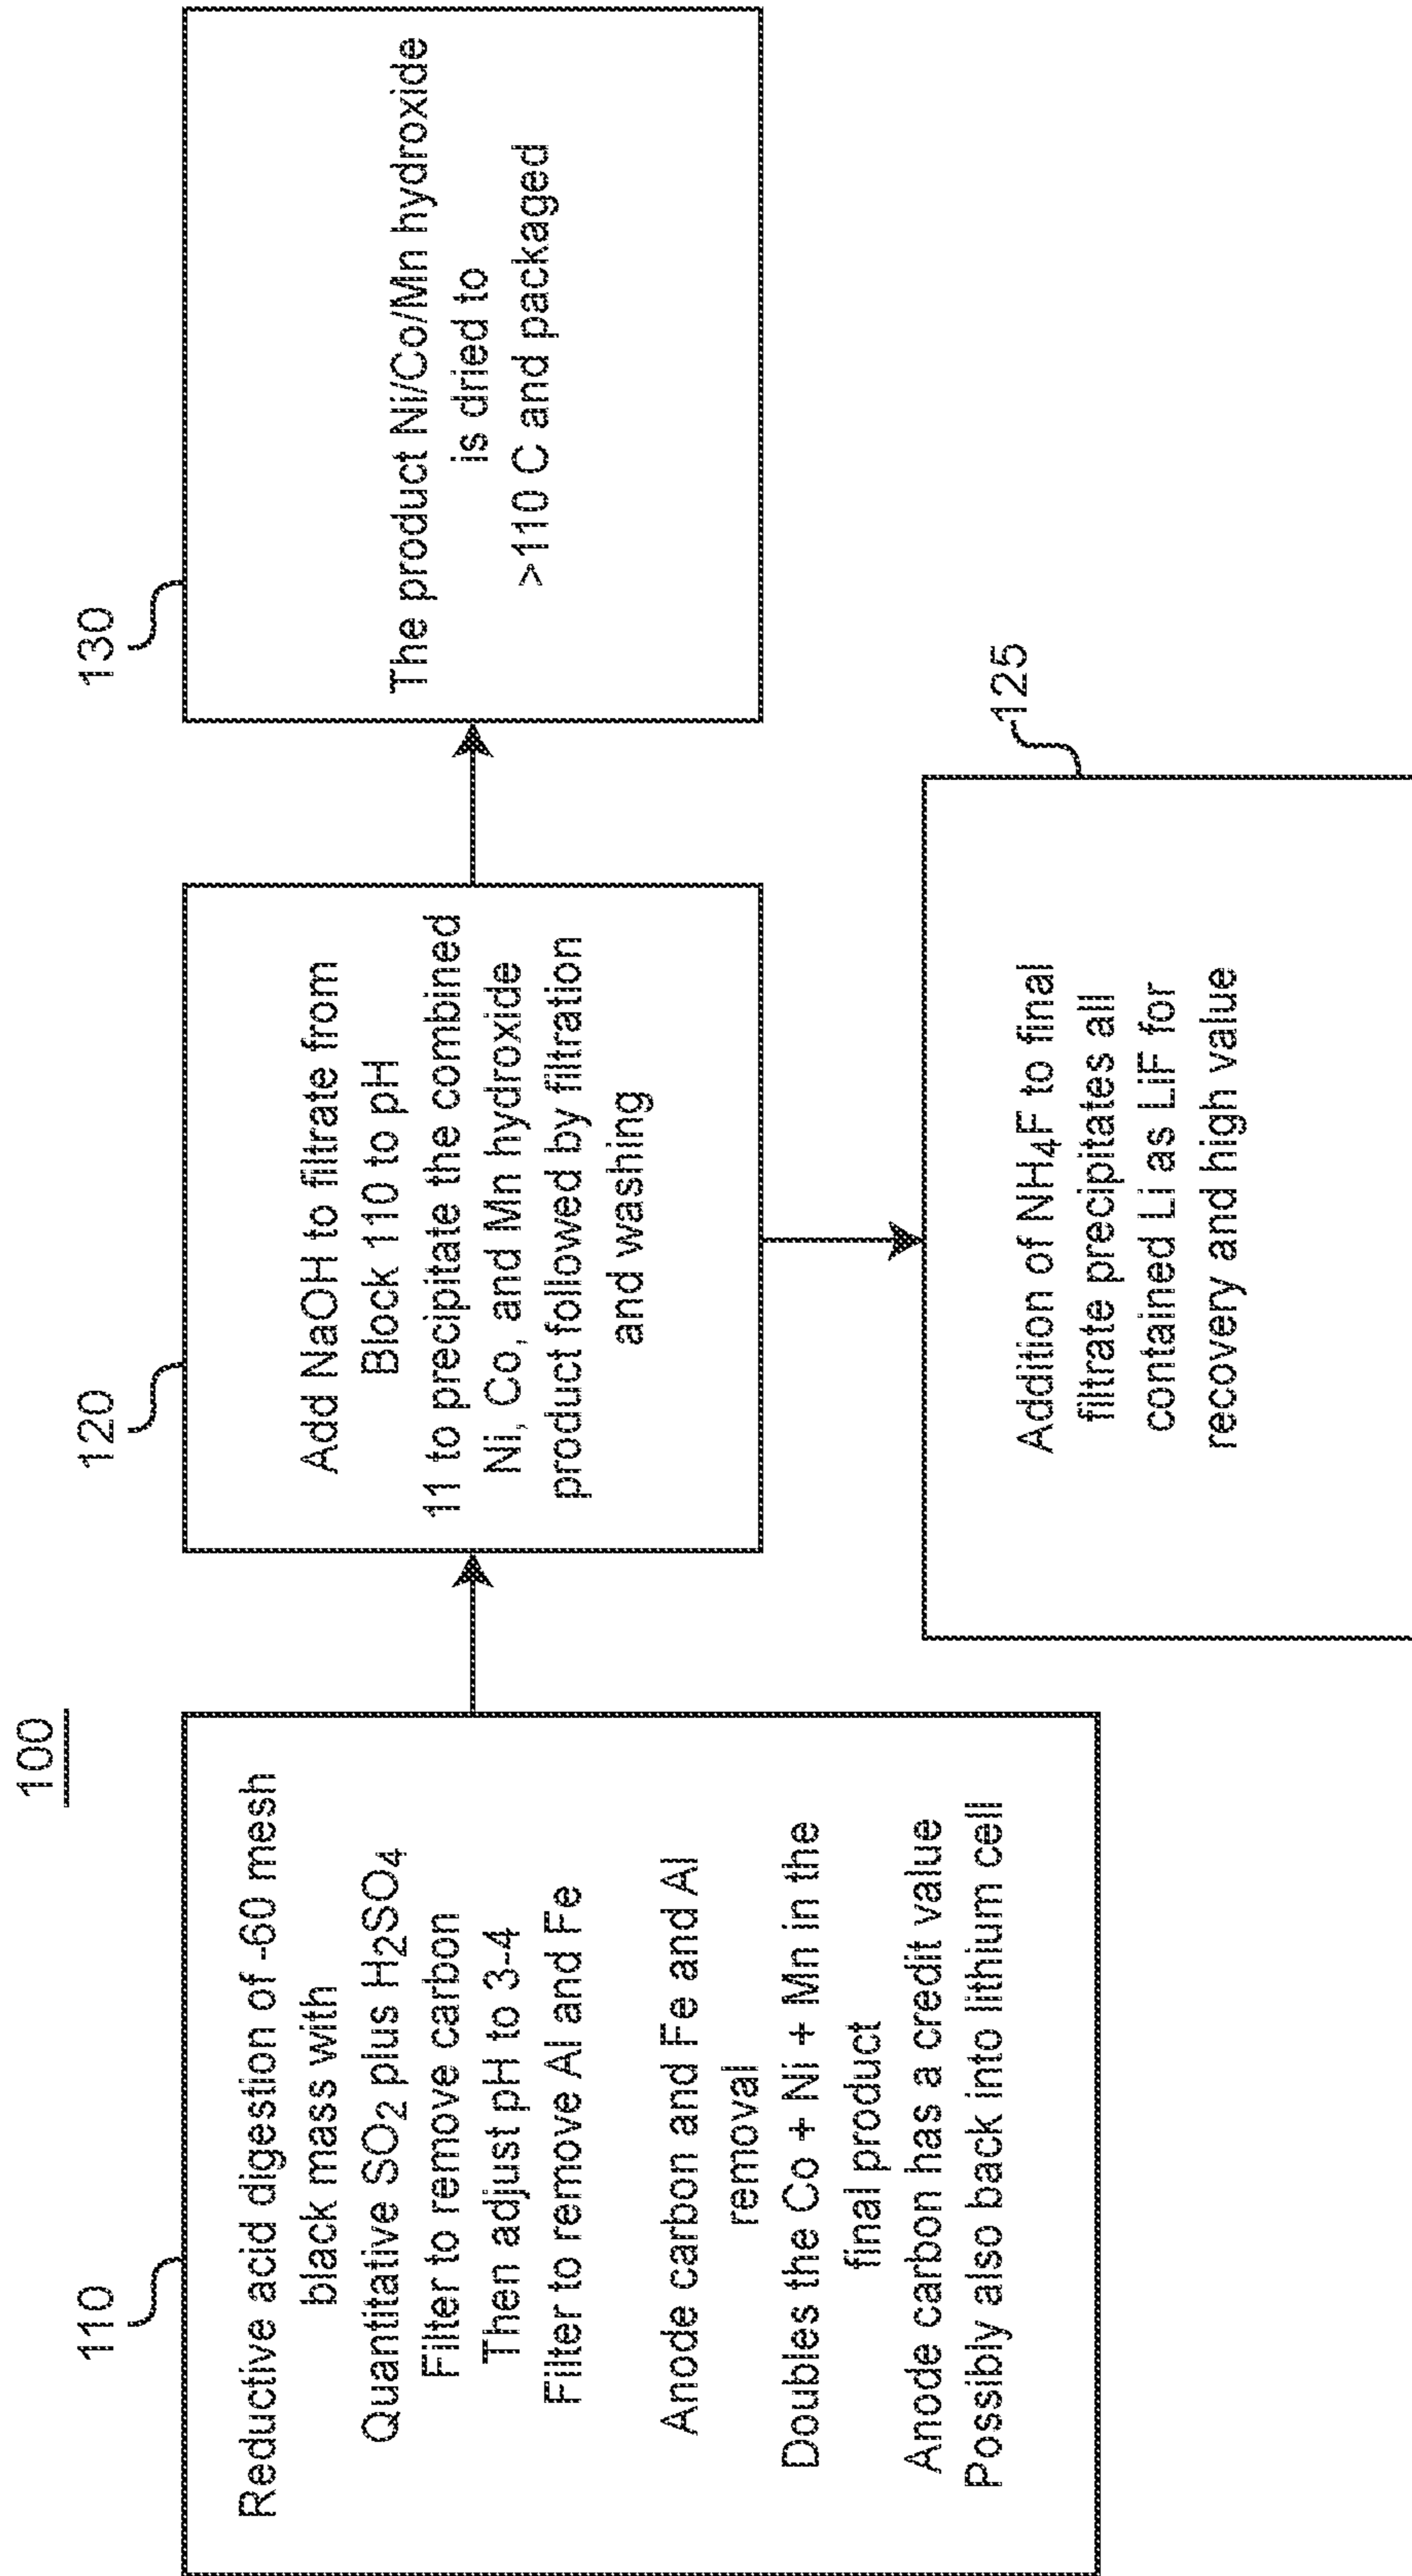 100
110
Reductive acid digestion of -60 mesh
black mass with
Quantitative SO₂ plus H₂SO₄
Filter to remove carbon
Then adjust pH to 3-4
Filter to remove Al and Fe
Anode carbon and Fe and Al
removal
Doubles the Co + Ni + Mn in the
final product
Anode carbon has a credit value
Possibly also back into lithium cell
120
Add NaOH to filtrate from
Block 110 to pH
11 to precipitate the combined
Ni, Co, and Mn hydroxide
product followed by filtration
and washing
130
The product Ni/Co/Mn hydroxide
is dried to
>110 C and packaged
125
Addition of NH₄F to final
filtrate precipitates all
contained Li as LiF for
recovery and high value